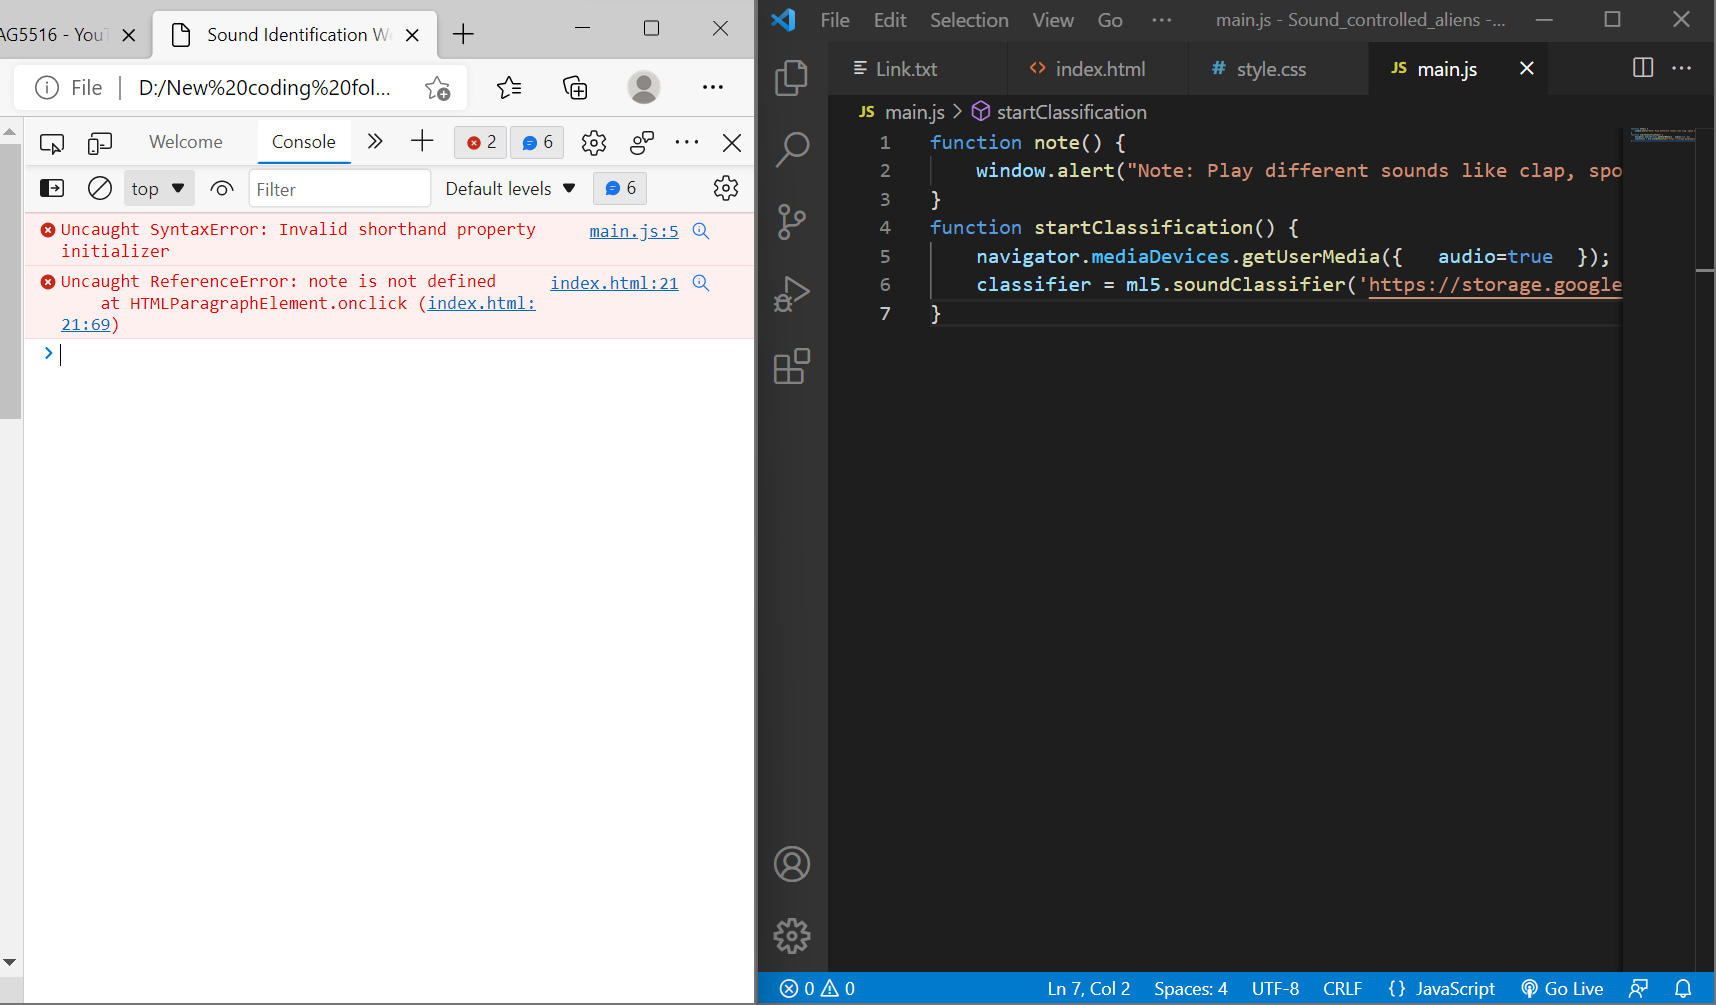 AG5516 - YouT
Sound Identification We
File
D:/New%20coding%20fol...
Welcome
Console
2
6
top
Filter
Default levels
6
Uncaught SyntaxError: Invalid shorthand property
initializer
main.js:5
Uncaught ReferenceError: note is not defined
at HTMLParagraphElement.onclick (index.html:
21:69)
index.html:21
File Edit Selection View Go ...
main.js - Sound_controlled_aliens -...
Link.txt
index.html
# style.css
JS main.js
JS main.js > startClassification
1 function note() {
2 window.alert("Note: Play different sounds like clap, spo
3 }
4 function startClassification() {
5 navigator.mediaDevices.getUserMedia({ audio=true });
6 classifier = ml5.soundClassifier('https://storage.google
7 }
0 0
Ln 7, Col 2
Spaces: 4
UTF-8
CRLF
{} JavaScript
Go Live